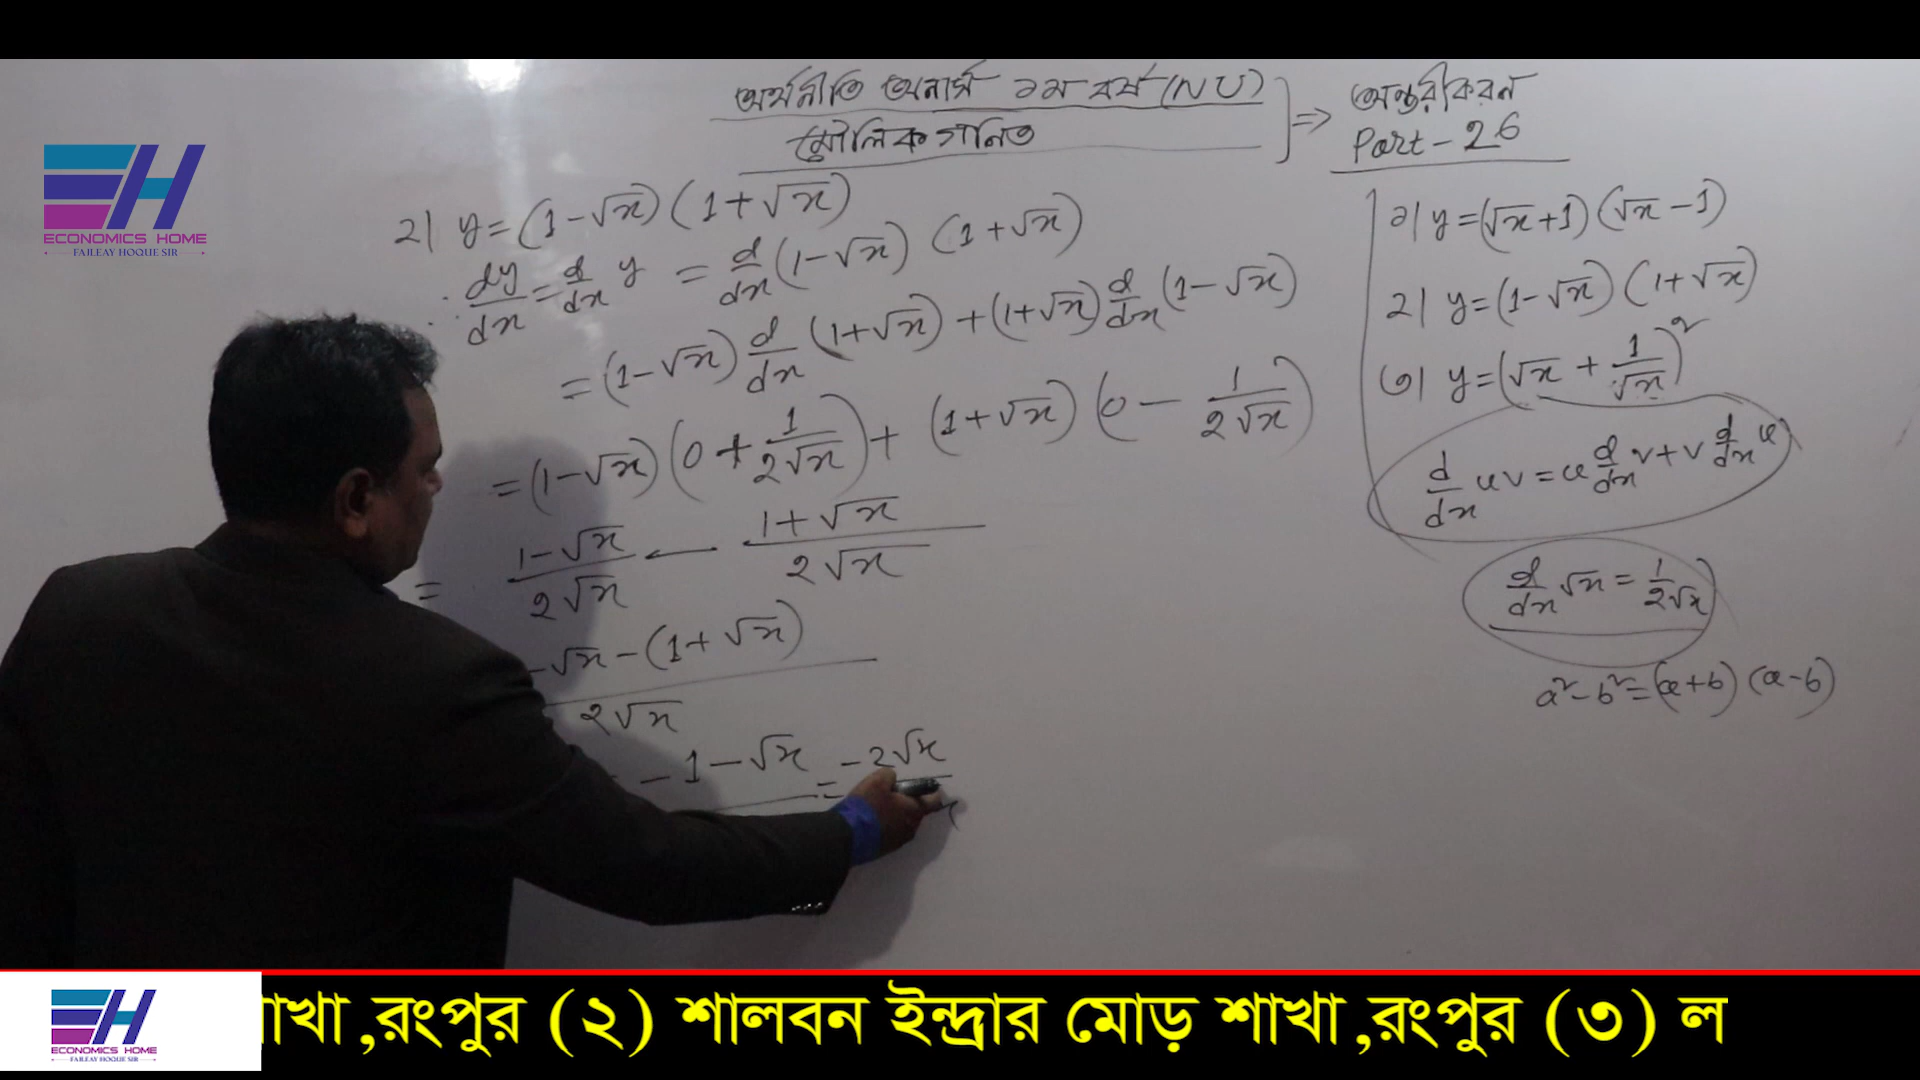 অর্থনীতি অনার্স ১ম বর্ষ (NU)
মৌলিক গনিত
⇒ অন্তরীকরন
Part - 26
ECONOMICS HOME
FAILEAY HOQUE SIR
২। y = (1-√x) (1+√x)
∴ dy/dx = d/dx y = d/dx (1-√x) (1+√x)
= (1-√x) d/dx (1+√x) + (1+√x) d/dx (1-√x)
= (1-√x) (0 + 1/2√x) + (1+√x) (0 - 1/2√x)
= 1-√x/2√x - 1+√x/2√x
-√x - (1+√x)
2√x
- 1 - √x = -2√x
১। y = (√x+1) (√x-1)
২। y = (1-√x) (1+√x)
৩। y = (√x + 1/√x)²
d/dx uv = u d/dx v + v d/dx u
d/dx √x = 1/2√x
a² - b² = (a+b) (a-b)
ECONOMICS HOME
FAILEAY HOQUE SIR
াখা,রংপুর (২) শালবন ইন্দ্রার মোড় শাখা,রংপুর (৩) ল